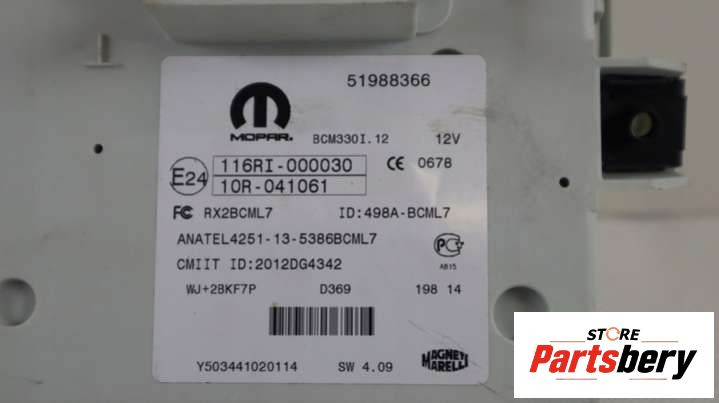 51988366
MOPAR.
BCM330I.12 12V
E24 116RI-000030 CE 0678
10R-041061
FC RX2BCML7 ID:498A-BCML7
ANATEL4251-13-5386BCML7
CMIIT ID:2012DG4342
AB15
WJ+2BKF7P D369 198 14
Y503441020114 SW 4.09
MAGNETI
MARELLI
STORE
Partsbery